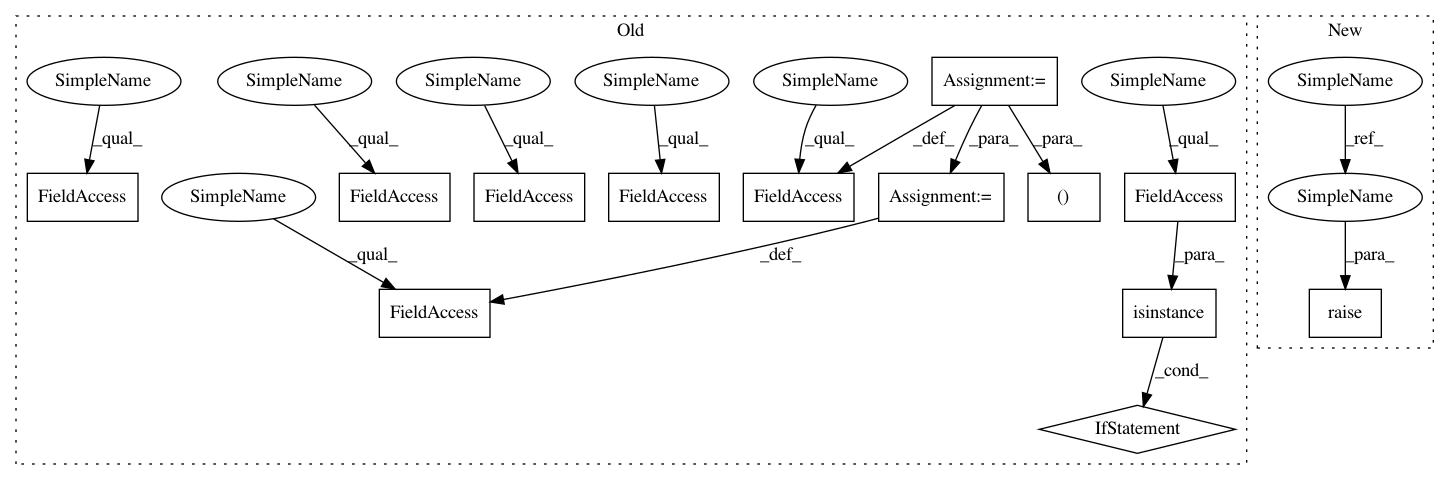 Old
New
SimpleName
SimpleName
SimpleName
SimpleName
SimpleName
Assignment:=
SimpleName
SimpleName
_qual_
_qual_
_qual_
_qual_
_qual_
_def_
_para_
_para_
_qual_
_ref_
FieldAccess
SimpleName
FieldAccess
FieldAccess
FieldAccess
FieldAccess
Assignment:=
()
FieldAccess
SimpleName
_qual_
_def_
_para_
_para_
FieldAccess
isinstance
raise
_cond_
IfStatement